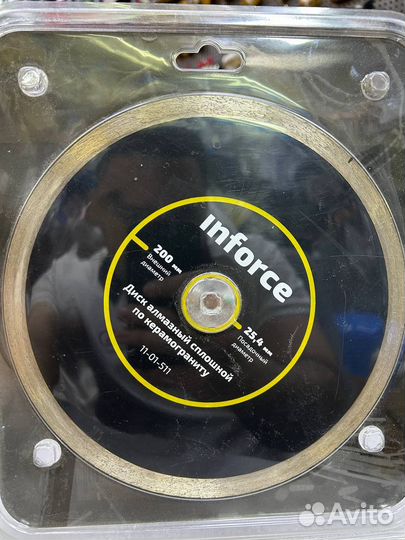 Inforce
200 мм
Внешний
диаметр
25,4 мм
Посадочный
диаметр
Диск алмазный сплошной
по керамограниту
11-01-511
Avito